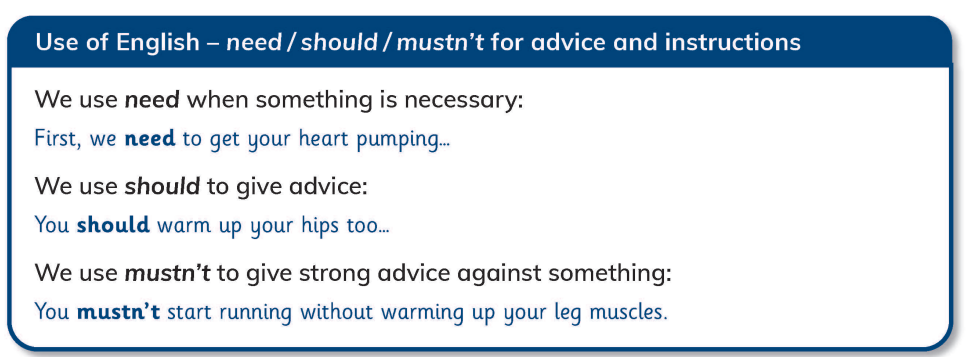 Use of English – need / should / mustn't for advice and instructions
We use need when something is necessary:
First, we need to get your heart pumping...
We use should to give advice:
You should warm up your hips too...
We use mustn't to give strong advice against something:
You mustn't start running without warming up your leg muscles.